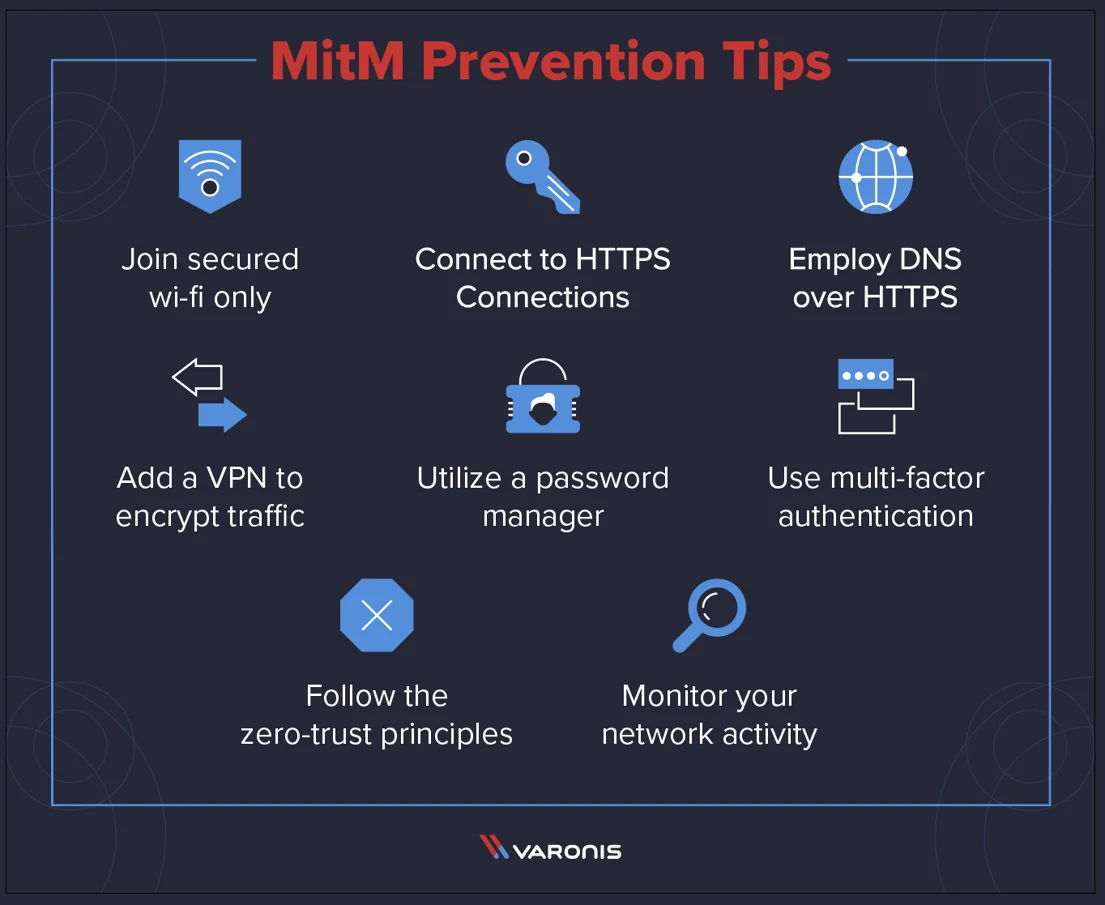 MitM Prevention Tips
Join secured
wi-fi only
Connect to HTTPS
Connections
Employ DNS
over HTTPS
Add a VPN to
encrypt traffic
Utilize a password
manager
Use multi-factor
authentication
Follow the
zero-trust principles
Monitor your
network activity
VARONIS